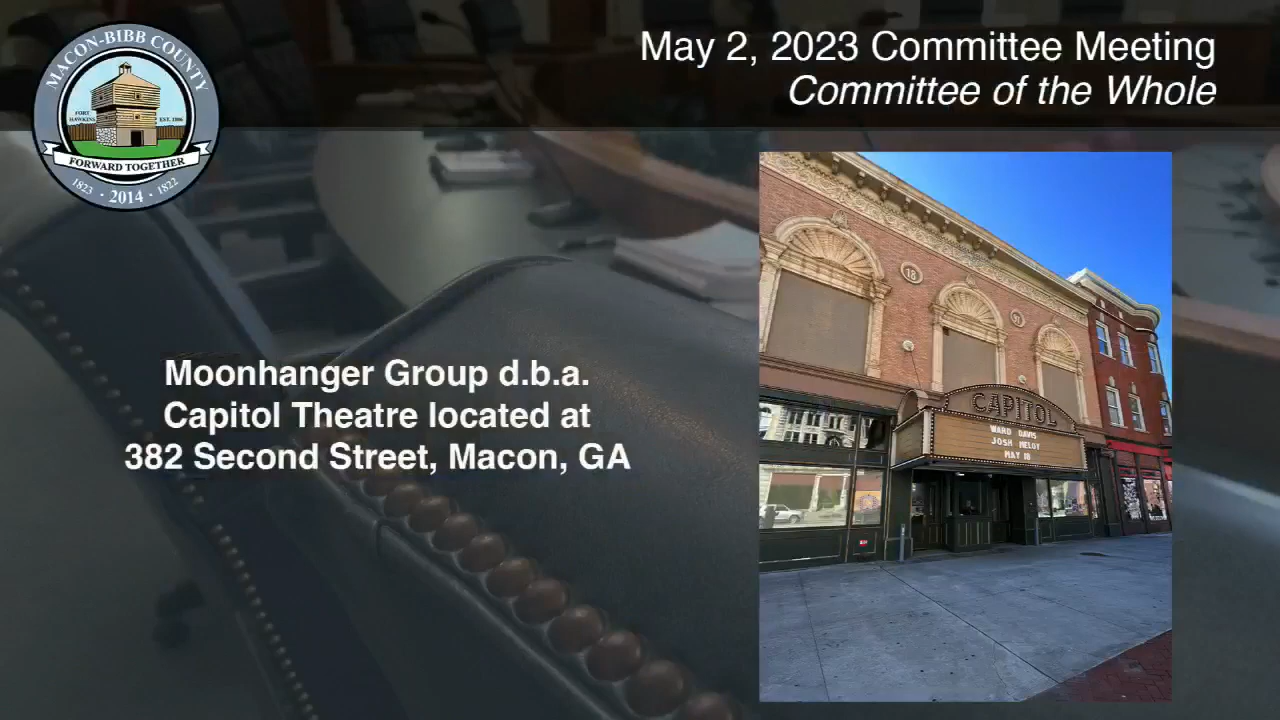 MACON-BIBB COUNTY
FORT HAWKINS
EST. 1806
FORWARD TOGETHER
1823 · 2014 · 1822
May 2, 2023 Committee Meeting
Committee of the Whole
Moonhanger Group d.b.a.
Capitol Theatre located at
382 Second Street, Macon, GA
18
91
CAPITOL
WARD DAVIS
JOSH MELOY
MAY 18